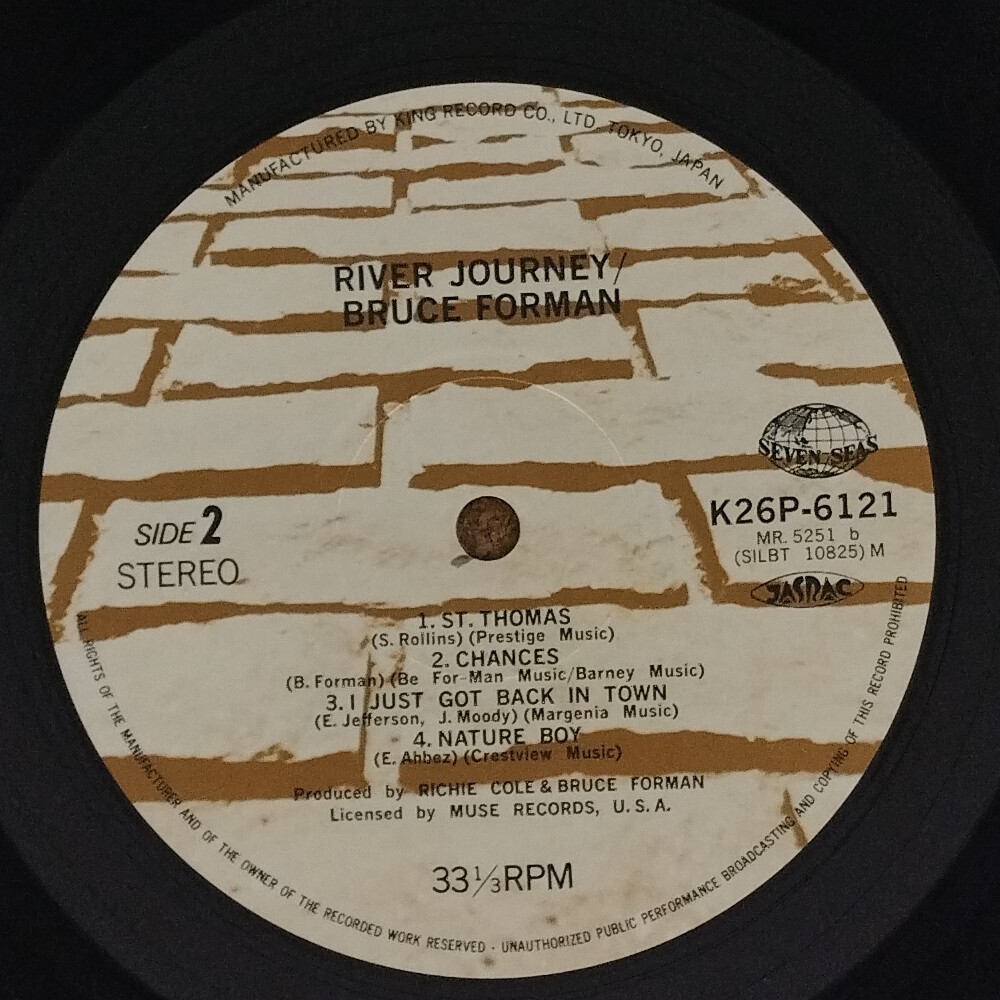 MANUFACTURED BY KING RECORD CO., LTD. TOKYO, JAPAN
RIVER JOURNEY/
BRUCE FORMAN
SEVEN SEAS
SIDE 2
STEREO
K26P-6121
MR. 5251 b
(SILBT 10825) M
JASRAC
1. ST. THOMAS
(S. Rollins) (Prestige Music)
2. CHANCES
(B. Forman) (Be For-Man Music/Barney Music)
3. I JUST GOT BACK IN TOWN
(E. Jefferson, J. Moody) (Margenia Music)
4. NATURE BOY
(E. Ahbez) (Crestview Music)
Produced by RICHIE COLE & BRUCE FORMAN
Licensed by MUSE RECORDS, U.S.A.
33 1/3 RPM
ALL RIGHTS OF THE MANUFACTURER AND OF THE OWNER OF THE RECORDED WORK RESERVED · UNAUTHORIZED PUBLIC PERFORMANCE BROADCASTING AND COPYING OF THIS RECORD PROHIBITED